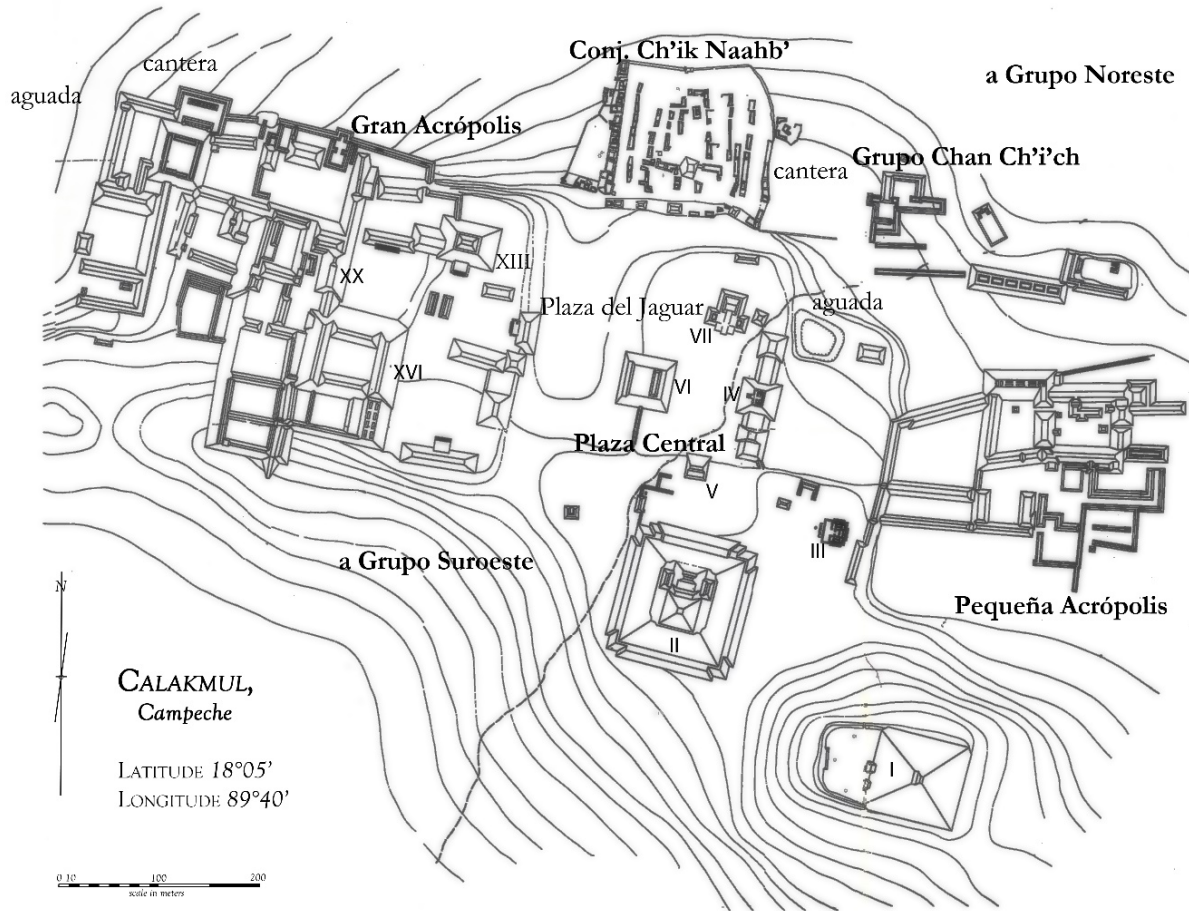 Conj. Ch’ik Naahb’
cantera
a Grupo Noreste
aguada
Gran Acrópolis
Grupo Chan Ch’i’ch
cantera
XIII
XX
Plaza del Jaguar
aguada
VII
XVI
VI
IV
Plaza Central
V
III
a Grupo Suroeste
N
Pequeña Acrópolis
II
CALAKMUL,
Campeche
I
LATITUDE 18°05’
LONGITUDE 89°40’
0 10 100 200
scale in meters